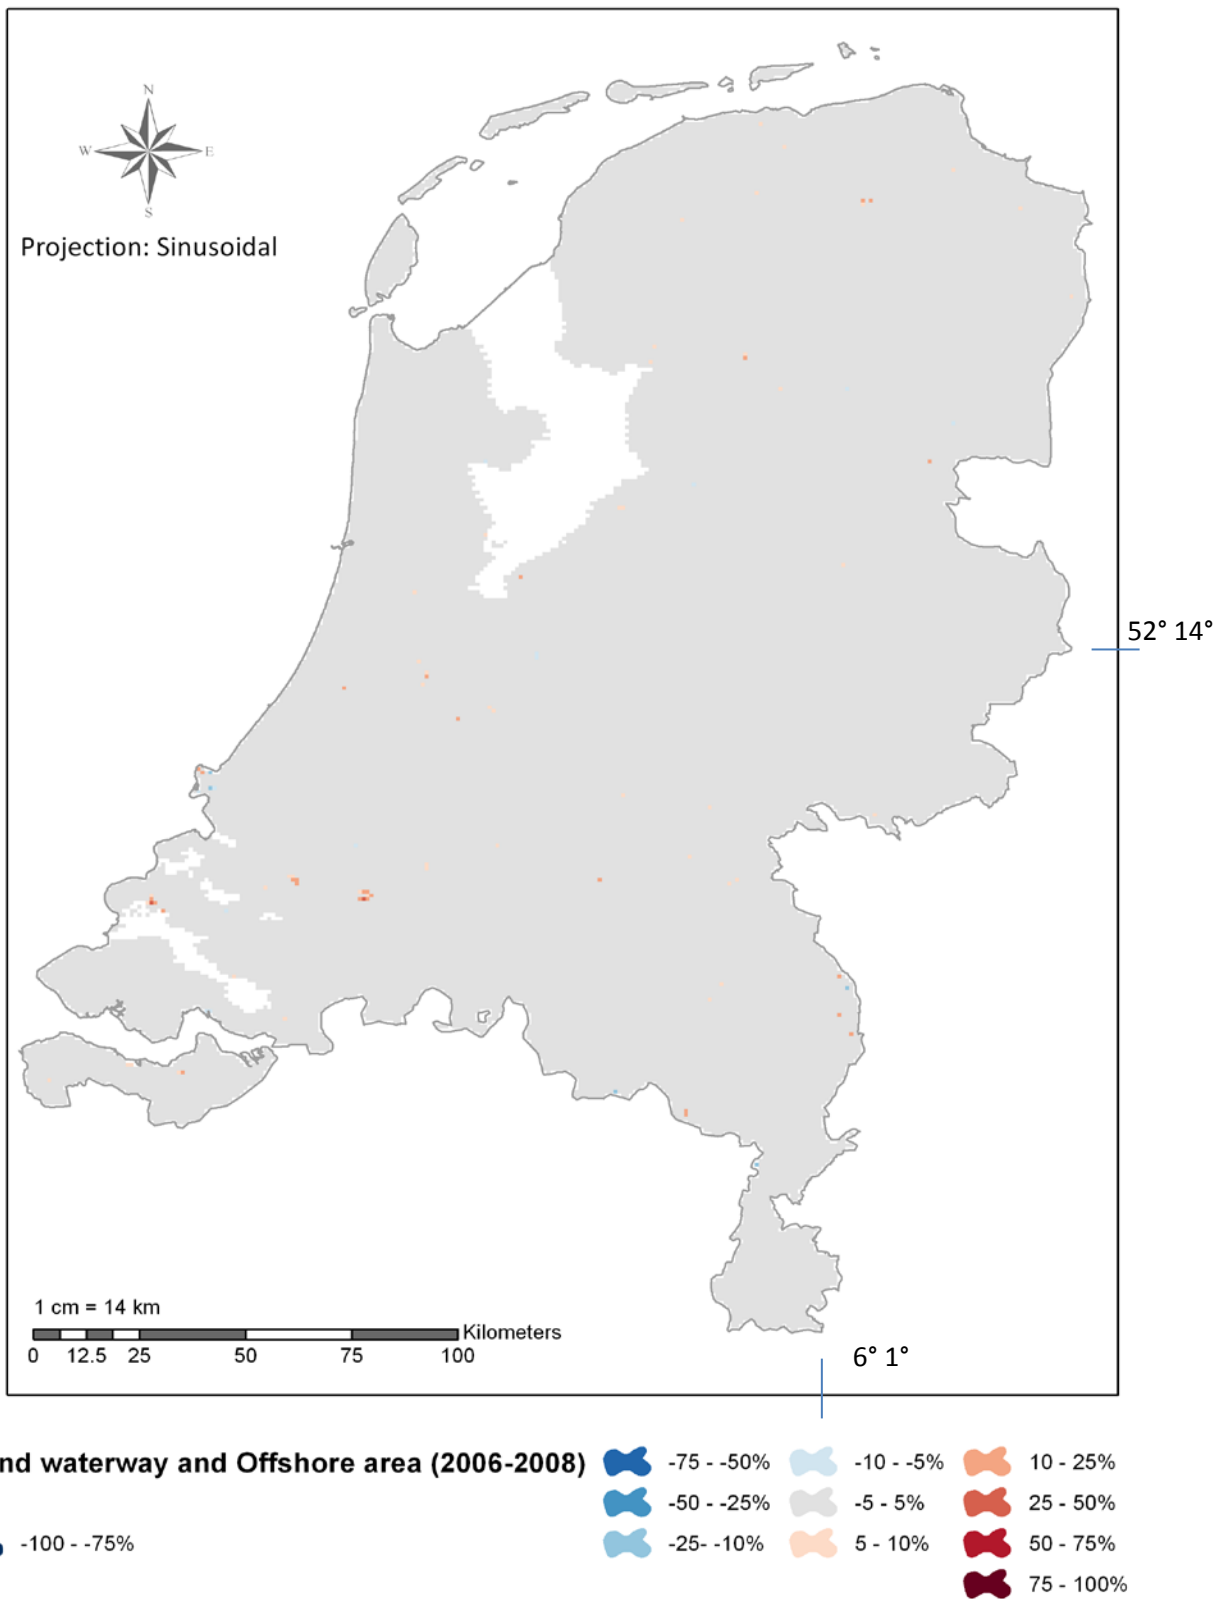 N
W E
S
Projection: Sinusoidal
52° 14°
1 cm = 14 km
Kilometers
0 12.5 25 50 75 100
6° 1°
nd waterway and Offshore area (2006-2008)
-75 - -50% -10 - -5% 10 - 25%
-50 - -25% -5 - 5% 25 - 50%
-100 - -75% -25- -10% 5 - 10% 50 - 75%
75 - 100%